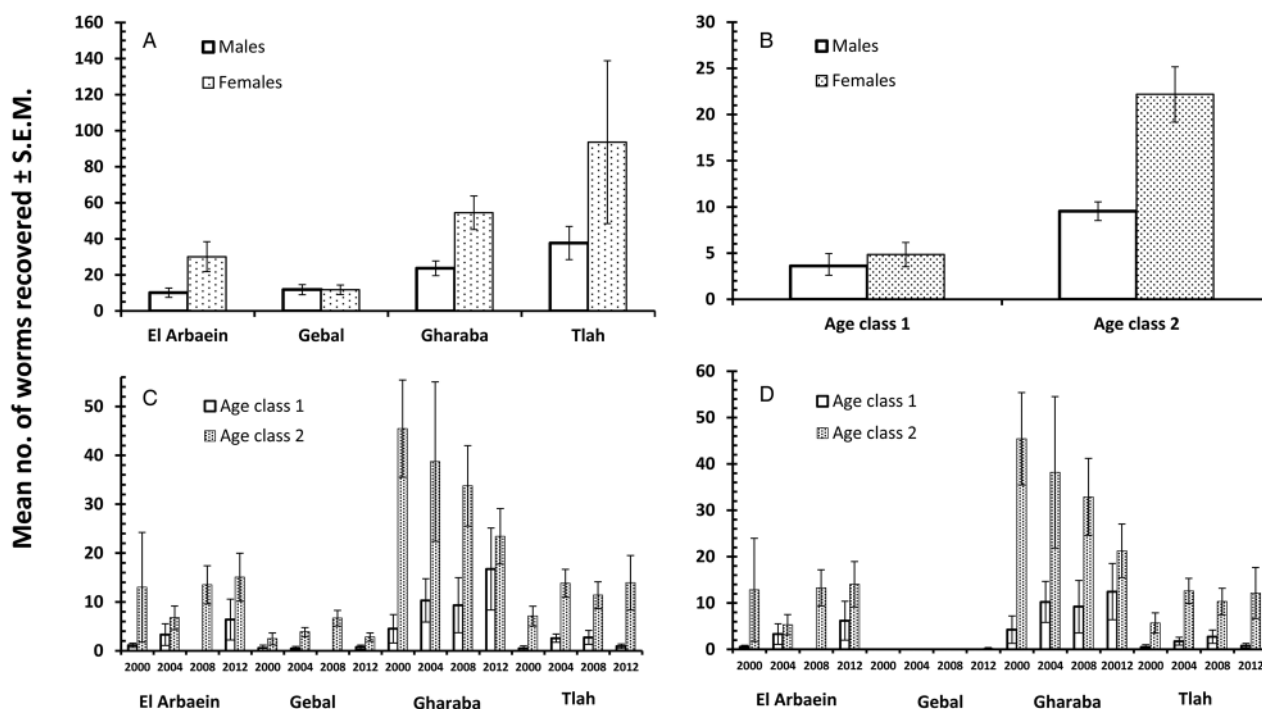 Mean no. of worms recovered ± S.E.M.
A
Males
Females
160
140
120
100
80
60
40
20
0
El Arbaein Gebal Gharaba Tlah
B
Males
Females
30
25
20
15
10
5
0
Age class 1 Age class 2
C
Age class 1
Age class 2
50
40
30
20
10
0
2000 2004 2008 2012 2000 2004 2008 2012 2000 2004 2008 2012 2000 2004 2008 2012
El Arbaein Gebal Gharaba Tlah
D
Age class 1
Age class 2
60
50
40
30
20
10
0
2000 2004 2008 2012 2000 2004 2008 2012 2000 2004 2008 20012 2000 2004 2008 2012
El Arbaein Gebal Gharaba Tlah